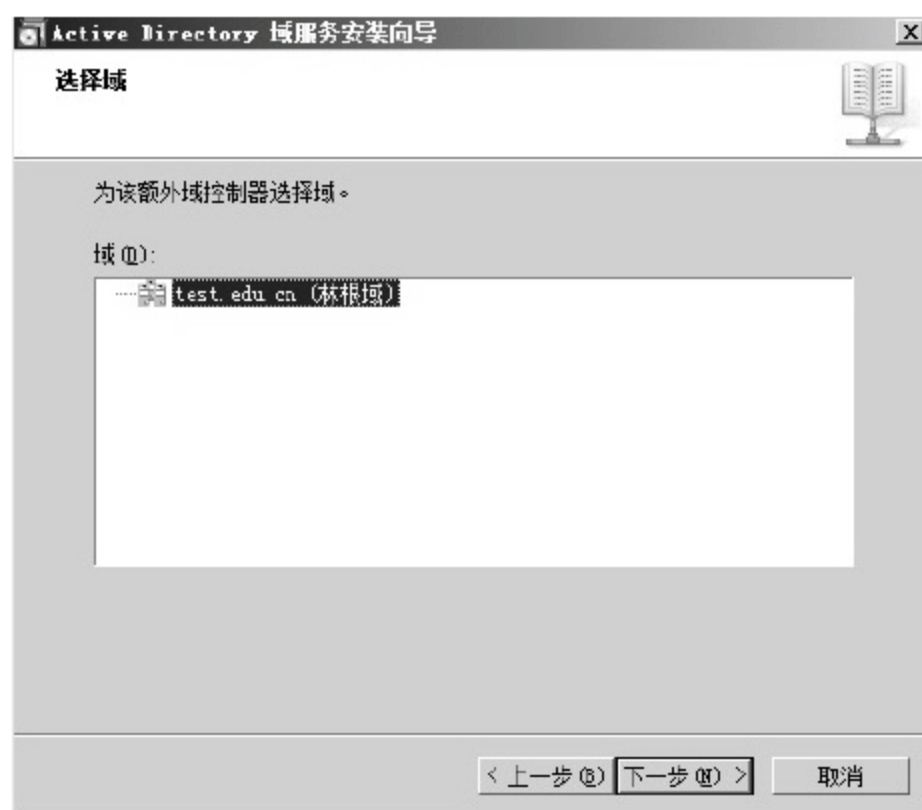 Active Directory 域服务安装向导
选择域
为该额外域控制器选择域。
域(D):
test.edu.cn (林根域)
< 上一步(B) 下一步(N) > 取消